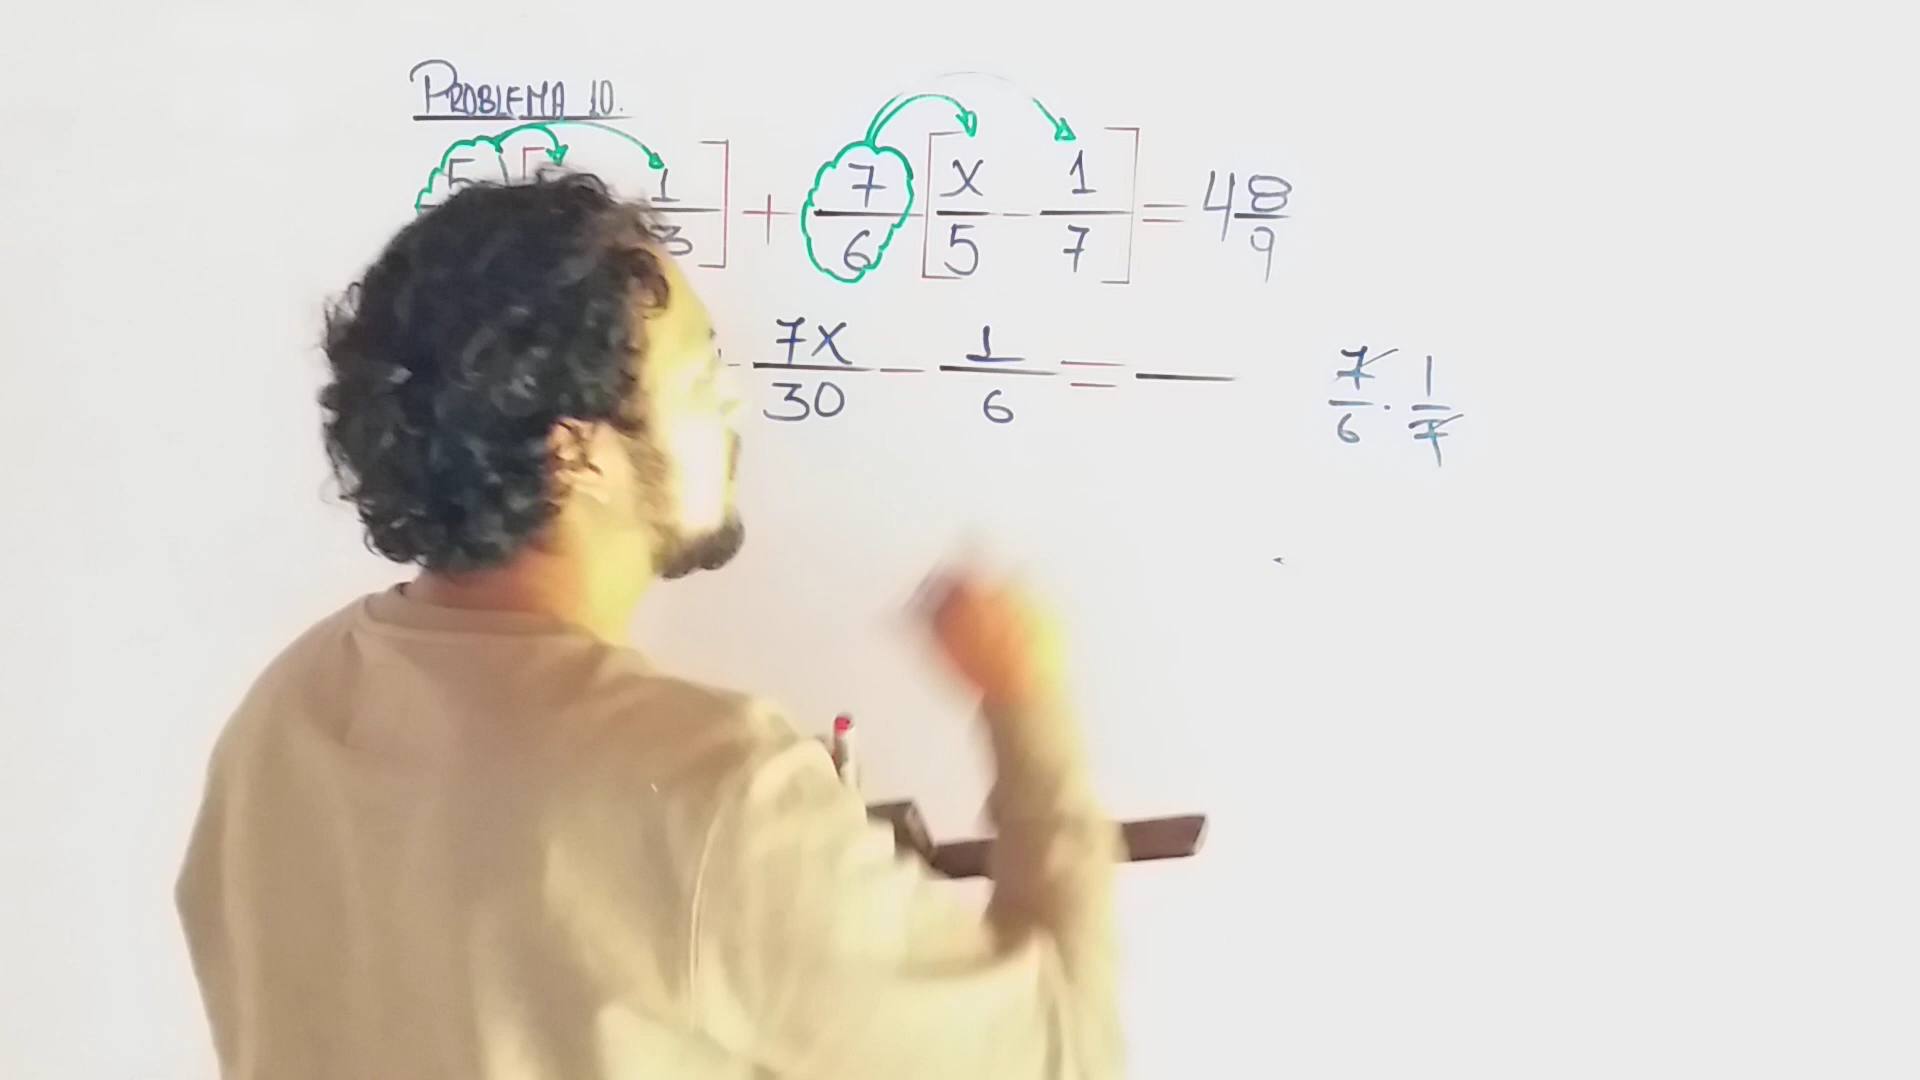 PROBLEMA 10.
5 [ 1/3 ] + 7/6 [ x/5 - 1/7 ] = 4 8/9
7x/30 - 1/6 = —
7/6 · 1/7